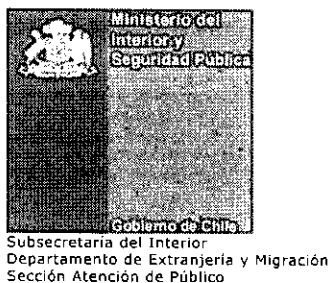 Ministerio del
Interior y
Seguridad Pública
Gobierno de Chile
Subsecretaría del Interior
Departamento de Extranjería y Migración
Sección Atención de Público